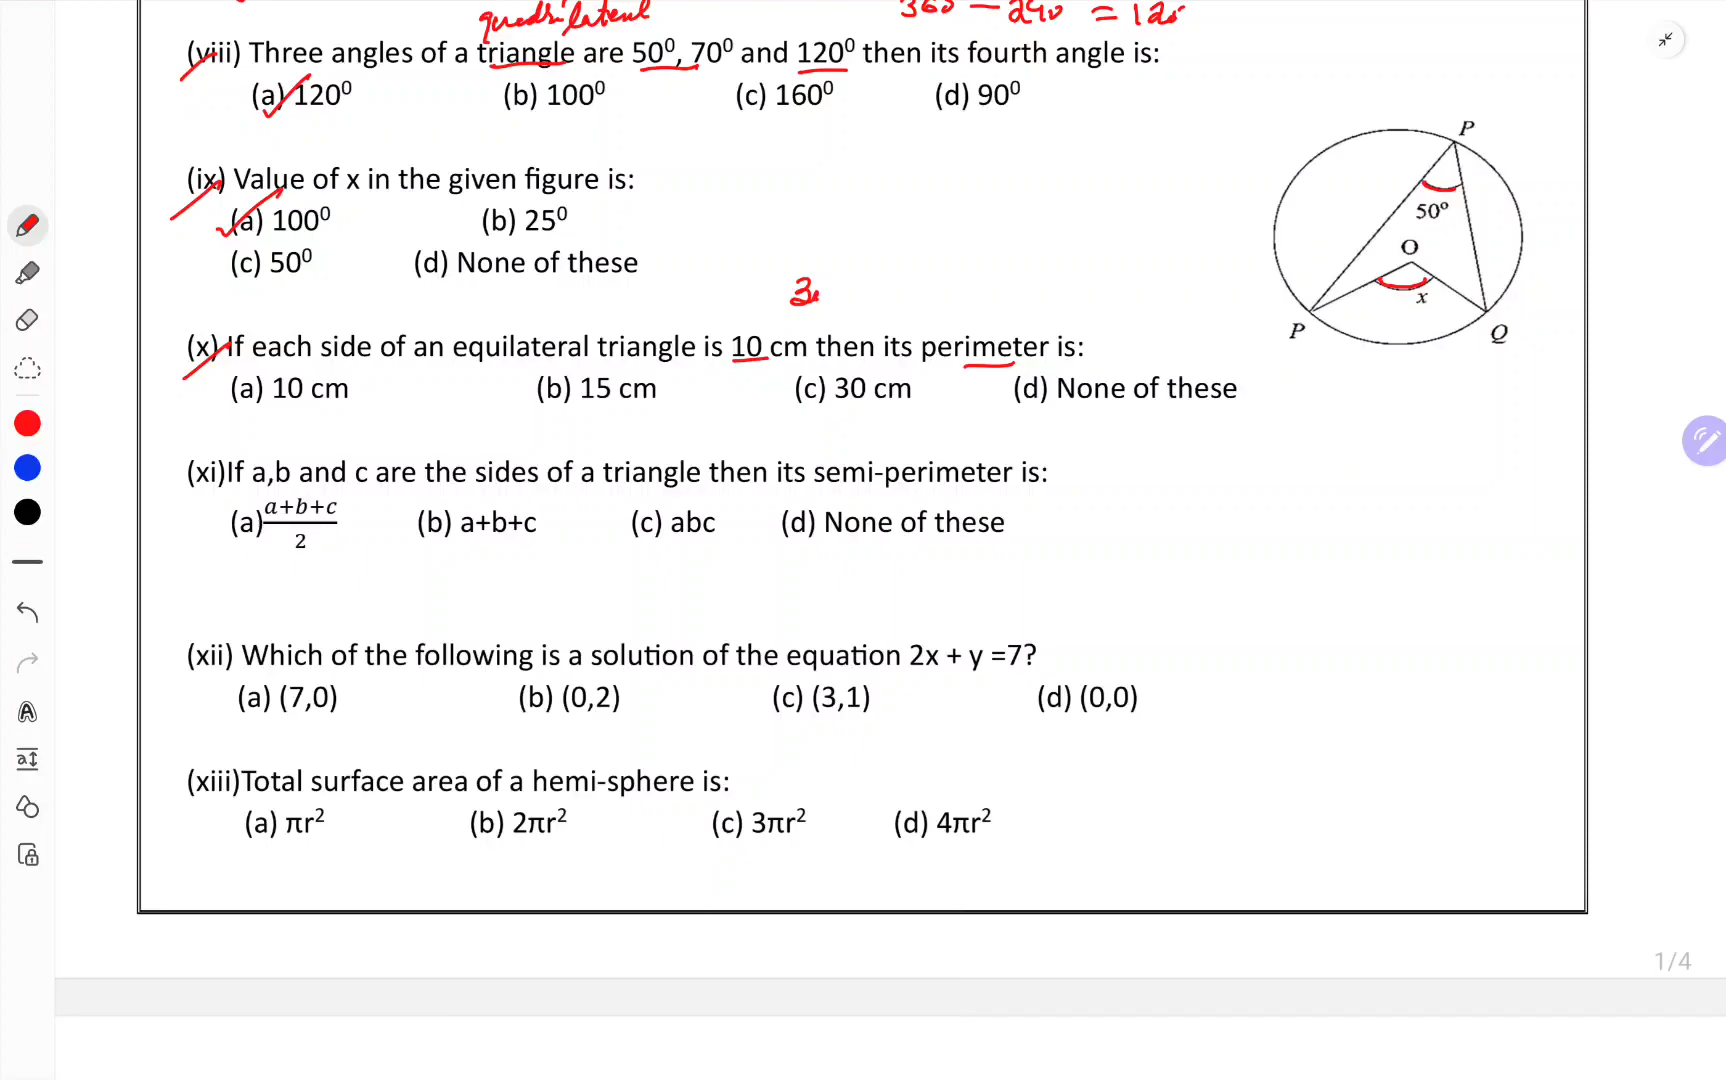 quadrilateral 360 - 240 = 120
(viii) Three angles of a triangle are 50⁰, 70⁰ and 120⁰ then its fourth angle is:
(a) 120⁰ (b) 100⁰ (c) 160⁰ (d) 90⁰
P
(ix) Value of x in the given figure is:
(a) 100⁰ (b) 25⁰
50°
O
(c) 50⁰ (d) None of these
x
3
P Q
(x) If each side of an equilateral triangle is 10 cm then its perimeter is:
(a) 10 cm (b) 15 cm (c) 30 cm (d) None of these
(xi)If a,b and c are the sides of a triangle then its semi-perimeter is:
(a) a+b+c/2 (b) a+b+c (c) abc (d) None of these
(xii) Which of the following is a solution of the equation 2x + y =7?
(a) (7,0) (b) (0,2) (c) (3,1) (d) (0,0)
(xiii)Total surface area of a hemi-sphere is:
(a) πr² (b) 2πr² (c) 3πr² (d) 4πr²
1/4